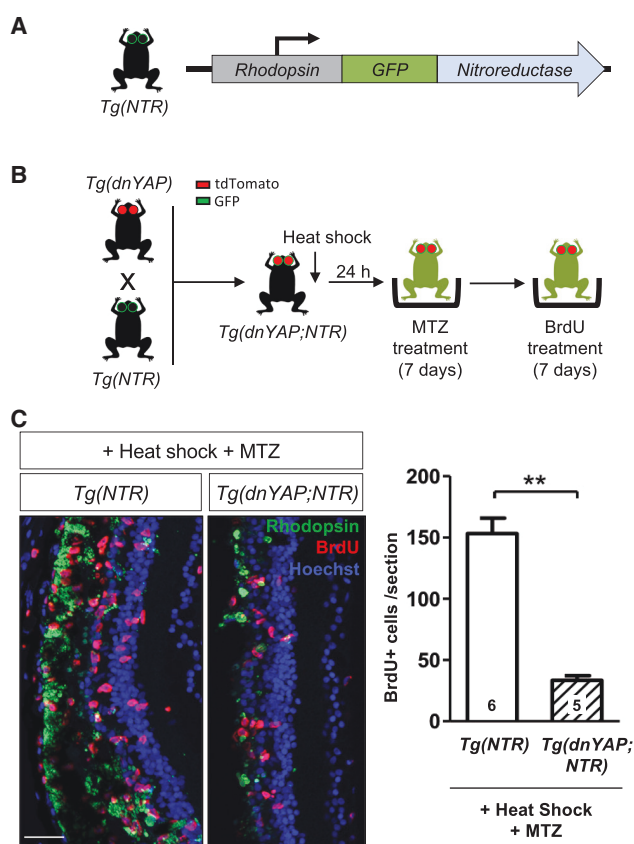 A
Tg(NTR)
Rhodopsin
GFP
Nitroreductase
B
Tg(dnYAP)
tdTomato
GFP
X
Tg(NTR)
Heat shock
24 h
Tg(dnYAP;NTR)
MTZ
treatment
(7 days)
BrdU
treatment
(7 days)
C
+ Heat shock + MTZ
Tg(NTR)
Tg(dnYAP;NTR)
Rhodopsin
BrdU
Hoechst
BrdU+ cells /section
200
150
100
50
0
**
6
5
Tg(NTR)
Tg(dnYAP;
NTR)
+ Heat Shock
+ MTZ